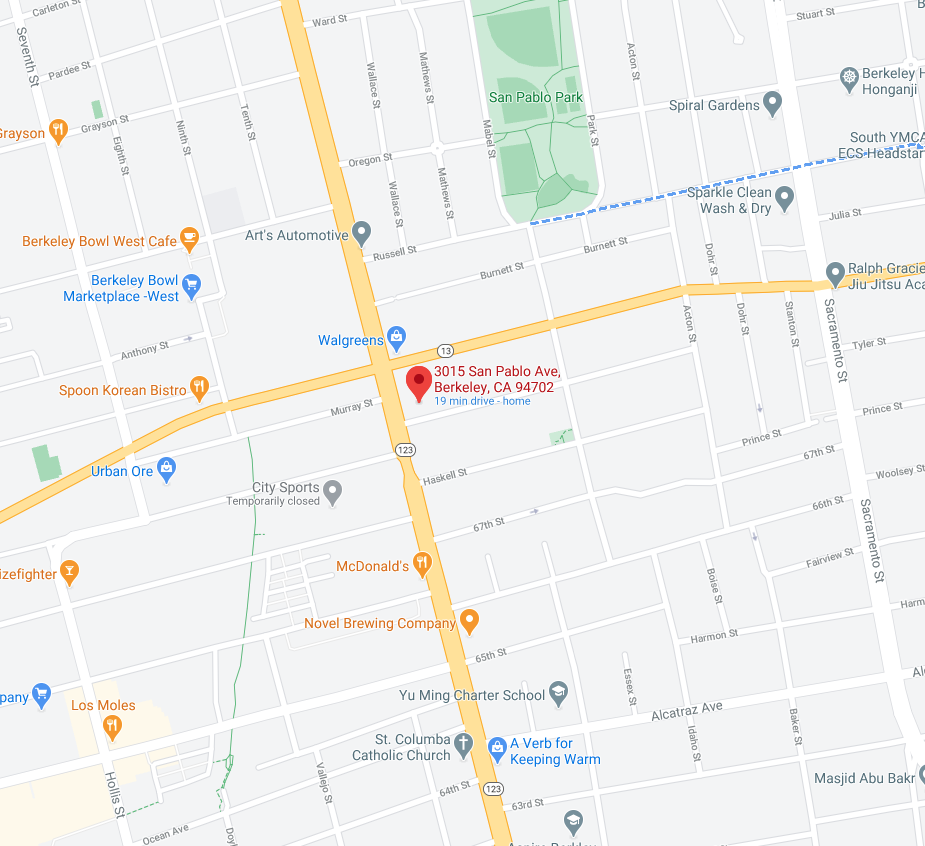 Carleton St
Ward St
Stuart St
B
Seventh St
Pardee St
Wallace St
Mathews St
Acton St
San Pablo Park
Spiral Gardens
Berkeley H
Honganji
Grayson
Grayson St
Tenth St
Ninth St
Eighth St
Mabel St
Park St
South YMCA
ECS-Headstar
Oregon St
Mathews St
Wallace St
Sparkle Clean
Wash & Dry
Julia St
Berkeley Bowl West Cafe
Art's Automotive
Russell St
Burnett St
Burnett St
Dohr St
Ralph Gracie
Jiu Jitsu Aca
Berkeley Bowl
Marketplace -West
Acton St
Dohr St
Stanton St
Sacramento St
Walgreens
13
Anthony St
Tyler St
3015 San Pablo Ave,
Berkeley, CA 94702
19 min drive - home
Spoon Korean Bistro
Murray St
Prince St
Prince St
123
67th St
Urban Ore
Haskell St
Woolsey St
City Sports
Temporarily closed
66th St
Sacramento St
67th St
McDonald's
Fairview St
izefighter
Boise St
Harm
Novel Brewing Company
Harmon St
65th St
Essex St
Alc
pany
Yu Ming Charter School
Los Moles
Alcatraz Ave
Idaho St
Baker St
St. Columba
Catholic Church
A Verb for
Keeping Warm
Hollis St
Vallejo St
Masjid Abu Bakr
64th St
123
63rd St
Ocean Ave
Doyl